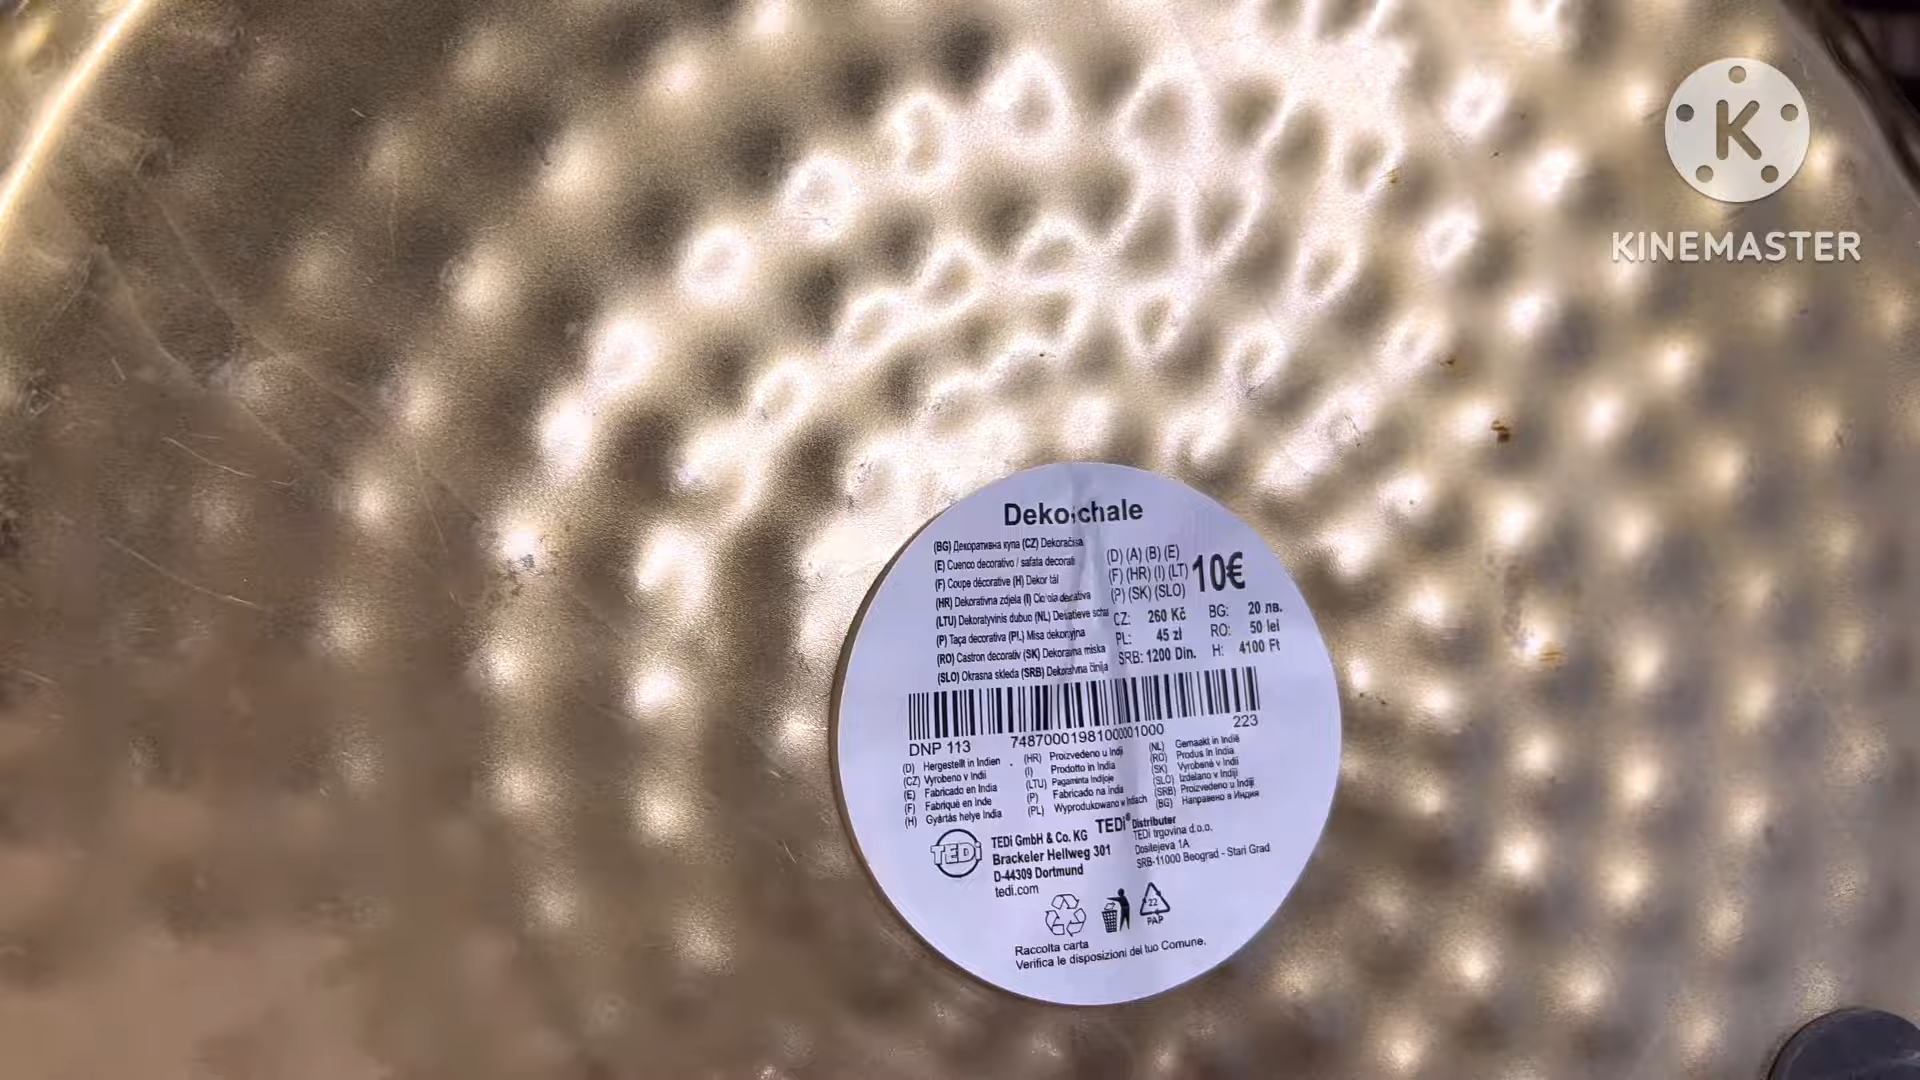 K
KINEMASTER
Dekoschale
(BG) Декоративна купа (CZ) Dekorační
(E) Cuenco decorativo / safata decorati
(F) Coupe décorative (H) Dekor tál
(HR) Dekorativna zdjela (I) Ciotola decorativa
(LTU) Dekoratyvinis dubuo (NL)
(P) Taça decorativa (PL) Misa dekoracyjna
(RO) Castron decorativ (SK) Dekoračná miska
(SLO) Okrasna skleda (SRB) Dekorativna činija
(D) (A) (B) (E)
(F) (HR) (I) (LT)
(P) (SK) (SLO)
10€
CZ: 260 Kč BG: 20 лв.
PL: 45 zł RO: 50 lei
SRB: 1200 Din. H: 4100 Ft
DNP 113 7487000198100001000 223
(D) Hergestellt in Indien
(CZ) Vyrobeno v Indii
(E) Fabricado en India
(F) Fabriqué en Inde
(H) Gyártás helye India
(HR) Proizvedeno u Indiji
(I) Prodotto in India
(LTU) Pagaminta Indijoje
(P) Fabricado na India
(PL) Wyprodukowano w Indiach
(NL) Gemaakt in Indië
(RO) Produs în India
(SK) Vyrobené v Indii
(SLO) Izdelano v Indiji
(SRB) Proizvedeno u Indiji
(BG) Направено в Индия
TEDi
TEDi GmbH & Co. KG
Brackeler Hellweg 301
D-44309 Dortmund
tedi.com
TEDi® Distributer
TEDi trgovina d.o.o.
Dositejeva 1A
SRB-11000 Beograd - Stari Grad
22
PAP
Raccolta carta
Verifica le disposizioni del tuo Comune.